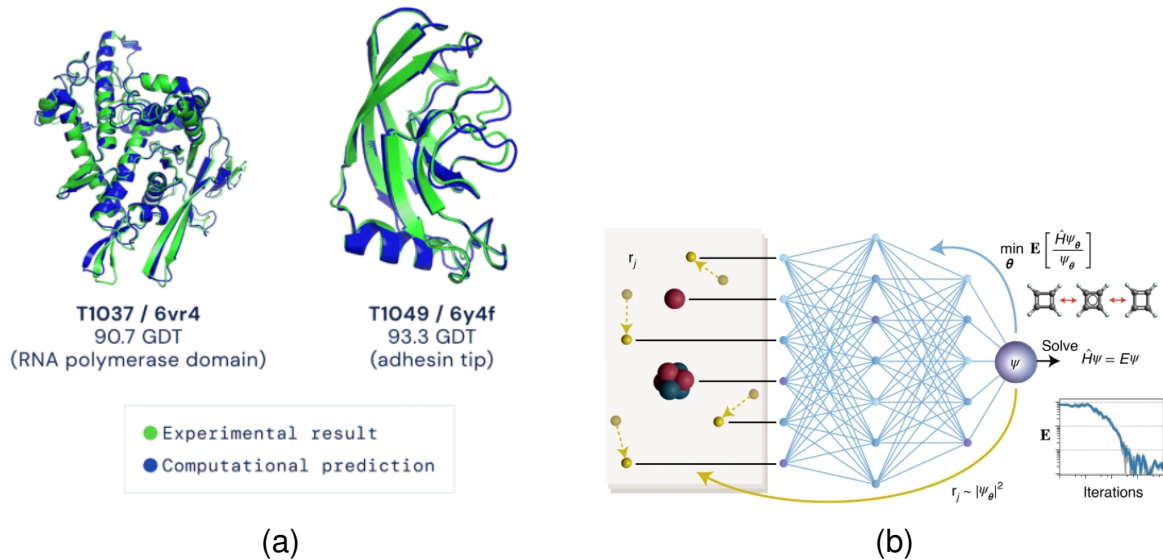 T1037 / 6vr4
90.7 GDT
(RNA polymerase domain)
T1049 / 6y4f
93.3 GDT
(adhesin tip)
Experimental result
Computational prediction
(a)
r_j
min_θ E[Ĥψ_θ / ψ_θ]
ψ
Solve
Ĥψ = Eψ
E
Iterations
r_j ~ |ψ_θ|²
(b)